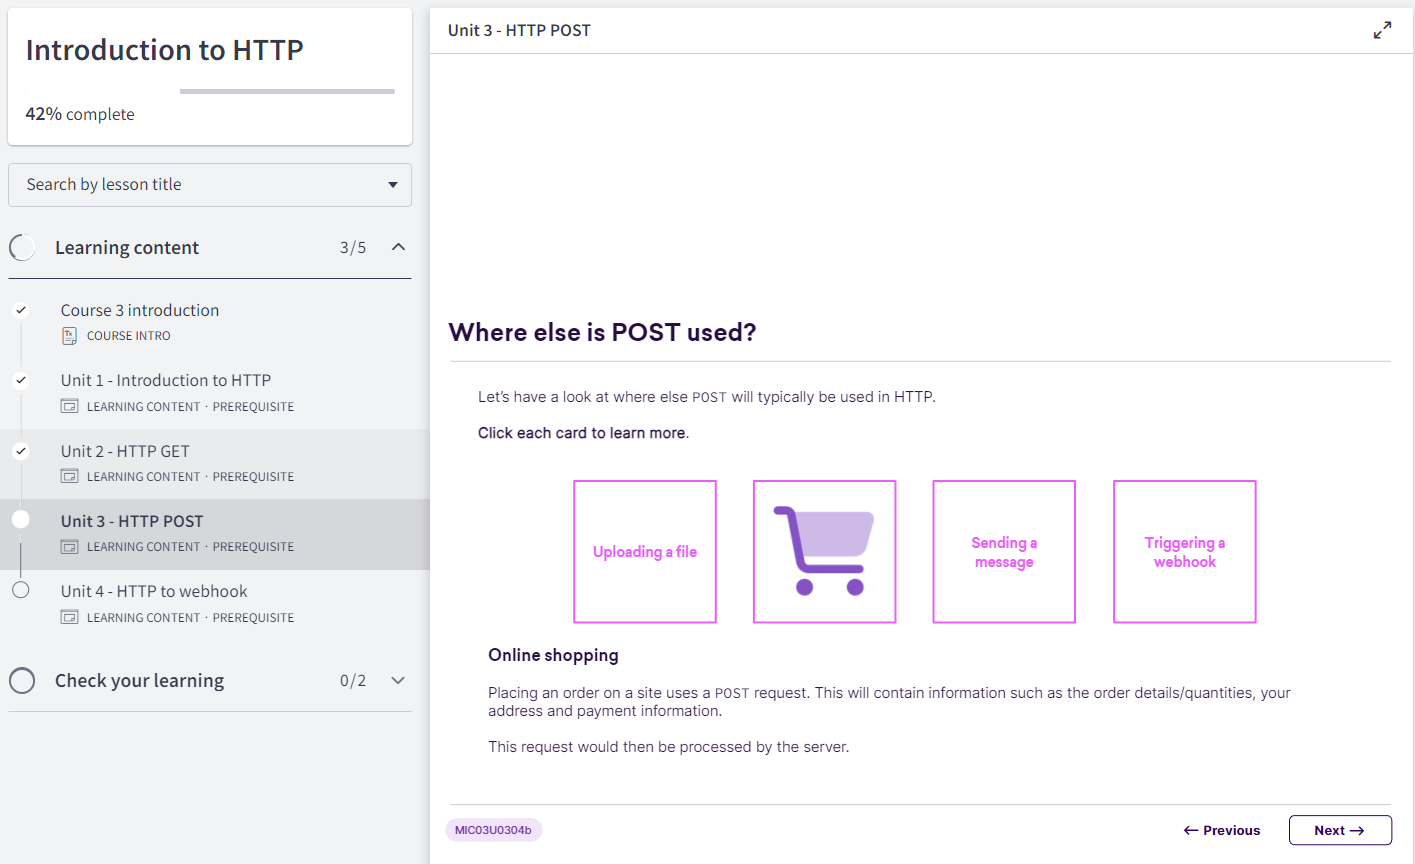 Introduction to HTTP
42% complete
Search by lesson title
Learning content 3/5
Course 3 introduction
COURSE INTRO
Unit 1 - Introduction to HTTP
LEARNING CONTENT · PREREQUISITE
Unit 2 - HTTP GET
LEARNING CONTENT · PREREQUISITE
Unit 3 - HTTP POST
LEARNING CONTENT · PREREQUISITE
Unit 4 - HTTP to webhook
LEARNING CONTENT · PREREQUISITE
Check your learning 0/2
Unit 3 - HTTP POST
Where else is POST used?
Let's have a look at where else POST will typically be used in HTTP.
Click each card to learn more.
Uploading a file
Sending a
message
Triggering a
webhook
Online shopping
Placing an order on a site uses a POST request. This will contain information such as the order details/quantities, your
address and payment information.
This request would then be processed by the server.
MIC03U0304b
← Previous
Next →